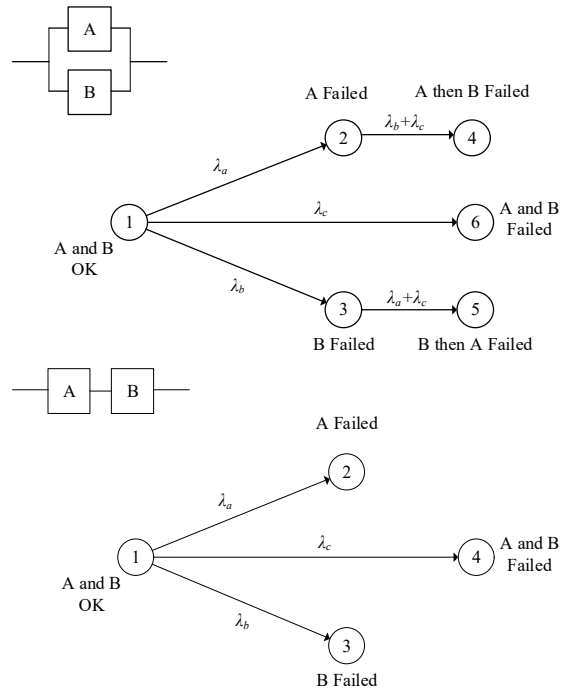 A
B
A Failed
A then B Failed
λb+λc
2
4
λa
λc
1
6
A and B
Failed
A and B
OK
λb
λa+λc
3
5
B Failed
B then A Failed
A
B
A Failed
2
λa
λc
1
4
A and B
Failed
A and B
OK
λb
3
B Failed